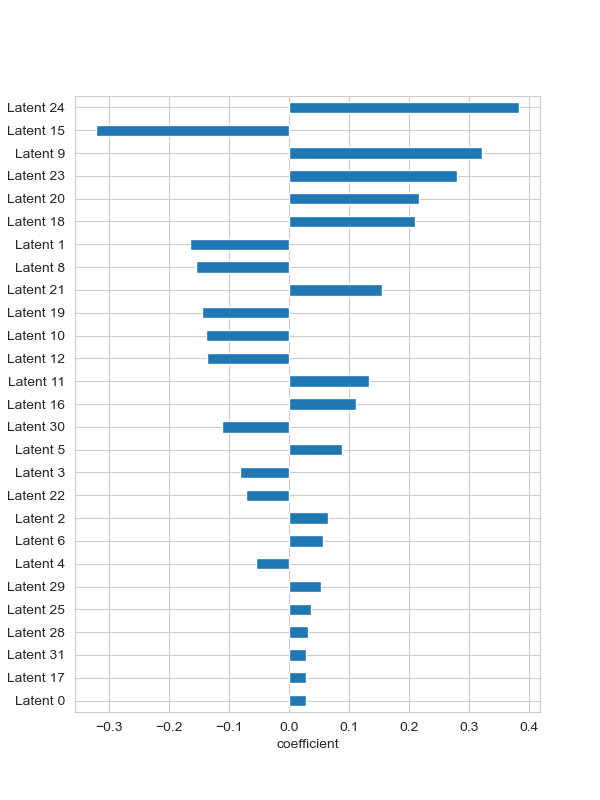 Latent 24
Latent 15
Latent 9
Latent 23
Latent 20
Latent 18
Latent 1
Latent 8
Latent 21
Latent 19
Latent 10
Latent 12
Latent 11
Latent 16
Latent 30
Latent 5
Latent 3
Latent 22
Latent 2
Latent 6
Latent 4
Latent 29
Latent 25
Latent 28
Latent 31
Latent 17
Latent 0
−0.3 −0.2 −0.1 0.0 0.1 0.2 0.3 0.4
coefficient